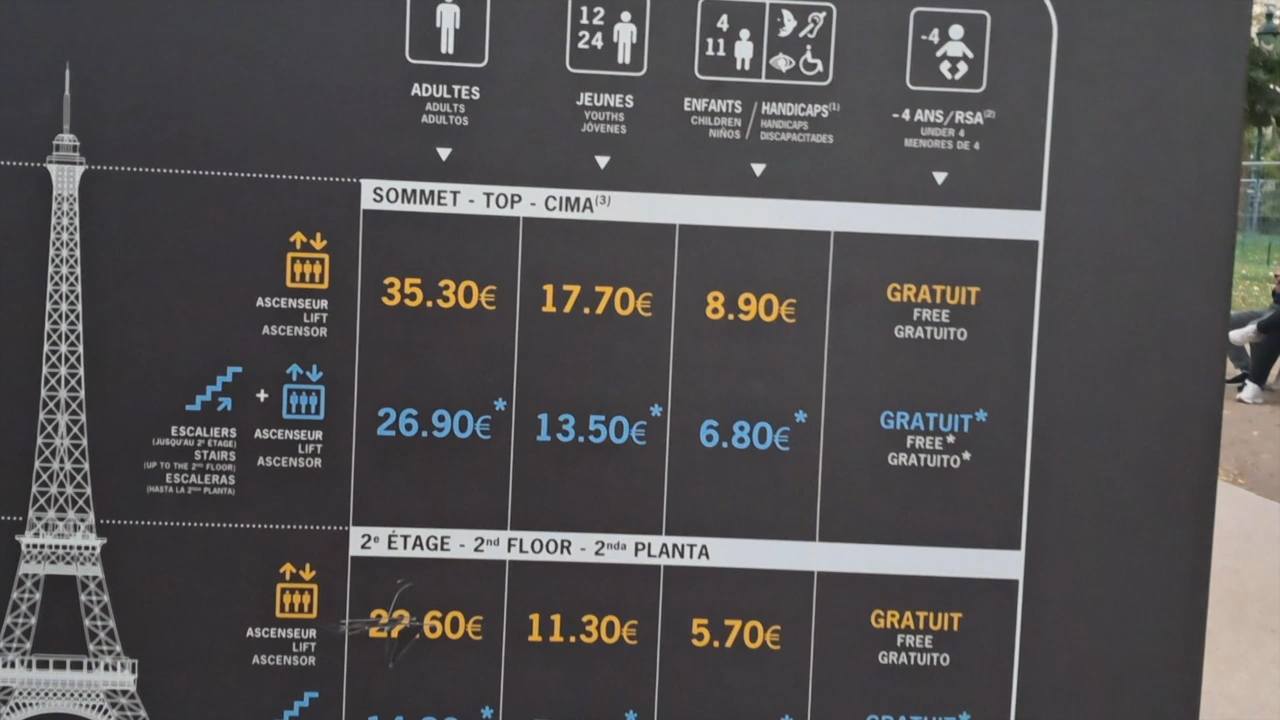 12
24
4
11
-4
ADULTES
ADULTS
ADULTOS
JEUNES
YOUTHS
JÓVENES
ENFANTS
CHILDREN
NIÑOS
/
HANDICAPS(1)
HANDICAPS
DISCAPACITADES
-4 ANS/RSA(2)
UNDER 4
MENORES DE 4
SOMMET - TOP - CIMA(3)
ASCENSEUR
LIFT
ASCENSOR
35.30€ 17.70€ 8.90€ GRATUIT
FREE
GRATUITO
+
ESCALIERS
(JUSQU'AU 2e ÉTAGE)
STAIRS
(UP TO THE 2nd FLOOR)
ESCALERAS
(HASTA LA 2nda PLANTA)
ASCENSEUR
LIFT
ASCENSOR
26.90€* 13.50€* 6.80€* GRATUIT*
FREE*
GRATUITO*
2e ÉTAGE - 2nd FLOOR - 2nda PLANTA
ASCENSEUR
LIFT
ASCENSOR
22.60€ 11.30€ 5.70€ GRATUIT
FREE
GRATUITO